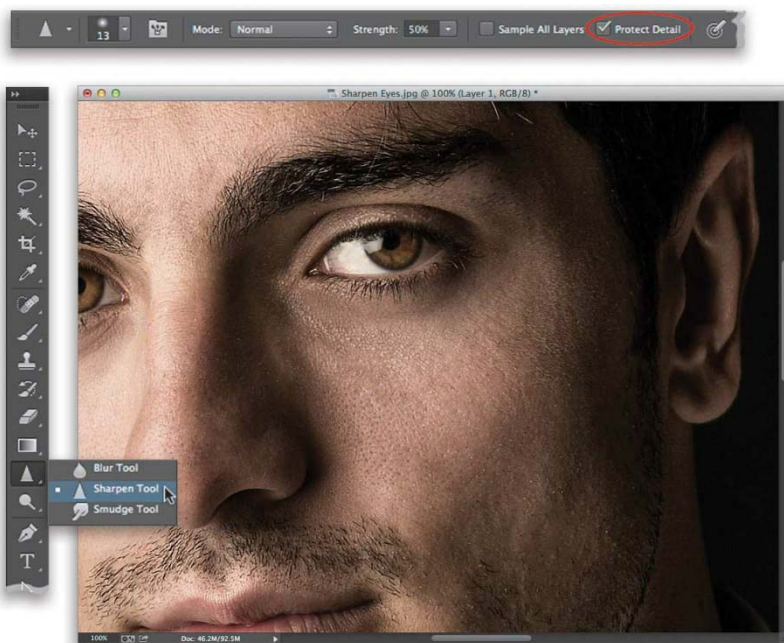 13 Mode: Normal Strength: 50% Sample All Layers Protect Detail
Sharpen Eyes.jpg @ 100% (Layer 1, RGB/8) *
Blur Tool
Sharpen Tool
Smudge Tool
T
100% Doc: 46.2M/92.5M